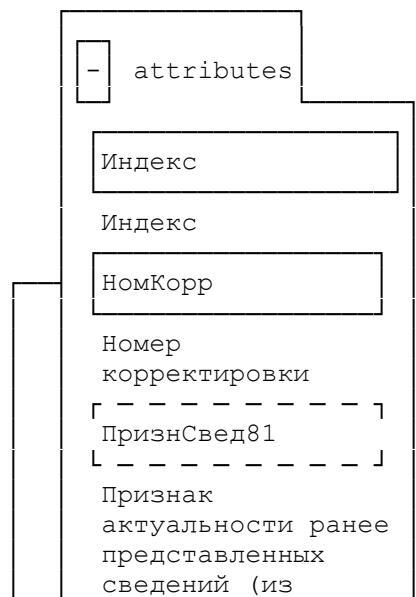 - attributes
Индекс
Индекс
НомКорр
Номер
корректировки
ПризнСвед81
Признак
актуальности ранее
представленных
сведений (из